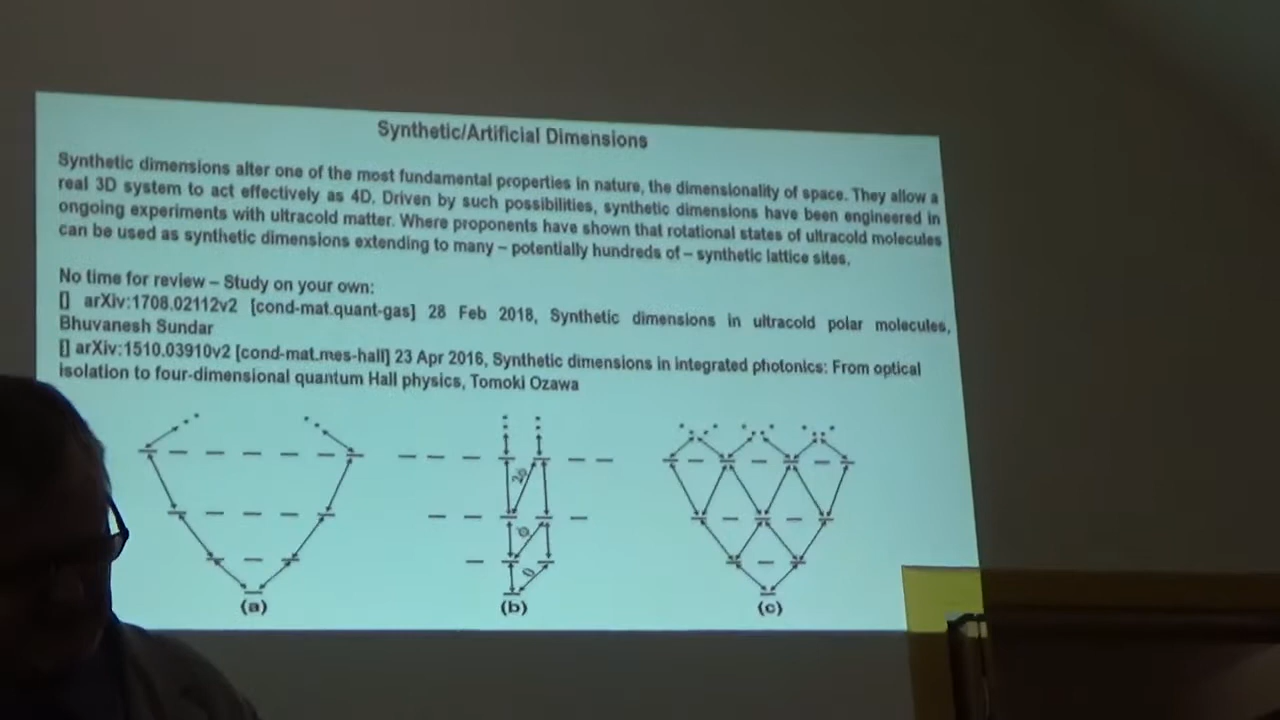 Synthetic/Artificial Dimensions
Synthetic dimensions alter one of the most fundamental properties in nature, the dimensionality of space. They allow a
real 3D system to act effectively as 4D. Driven by such possibilities, synthetic dimensions have been engineered in
ongoing experiments with ultracold matter. Where proponents have shown that rotational states of ultracold molecules
can be used as synthetic dimensions extending to many – potentially hundreds of – synthetic lattice sites.
No time for review – Study on your own:
[] arXiv:1708.02112v2 [cond-mat.quant-gas] 28 Feb 2018, Synthetic dimensions in ultracold polar molecules,
Bhuvanesh Sundar
[] arXiv:1510.03910v2 [cond-mat.mes-hall] 23 Apr 2016, Synthetic dimensions in integrated photonics: From optical
isolation to four-dimensional quantum Hall physics, Tomoki Ozawa
(a) (b) (c)